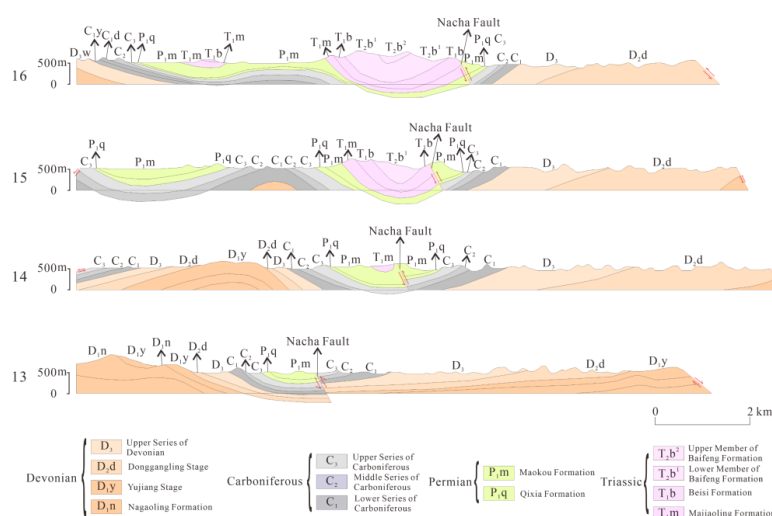 C₁y C₁d C₃ P₁q T₁m T₁m T₁b Nacha Fault P₁q C₃
D₃w C₂ P₁m T₁b P₁m T₂b¹ T₂b² T₂b¹ T₁b P₁m C₂ C₁ D₃ D₂d
16 500m
0
Nacha Fault
P₁q P₁q T₁m T₁b P₁q C₃
C₃ P₁m P₁q C₃ C₂ C₁ C₂ C₃ P₁m T₁b T₂b¹ P₁m C₂ C₁ D₃ D₂d
15 500m
0
Nacha Fault
D₂d C₁ P₁q P₁q C₂
C₃ C₂ C₁ D₃ D₂d D₁y D₃ C₂ C₃ P₁m T₁m P₁m C₃ C₁ D₃ D₂d
14 500m
0
Nacha Fault
D₁n D₁y D₁n D₁y D₂d D₃ C₁ C₂ C₃ P₁q P₁m C₃ C₂ C₁ D₃ D₂d D₁y
13 500m
0
0 2 km
Devonian
D₃ Upper Series of Devonian
D₂d Donggangling Stage
D₁y Yujiang Stage
D₁n Nagaoling Formation
Carboniferous
C₃ Upper Series of Carboniferous
C₂ Middle Series of Carboniferous
C₁ Lower Series of Carboniferous
Permian
P₁m Maokou Formation
P₁q Qixia Formation
Triassic
T₂b² Upper Member of Baifeng Formation
T₂b¹ Lower Member of Baifeng Formation
T₁b Beisi Formation
T₁m Majiaoling Formation